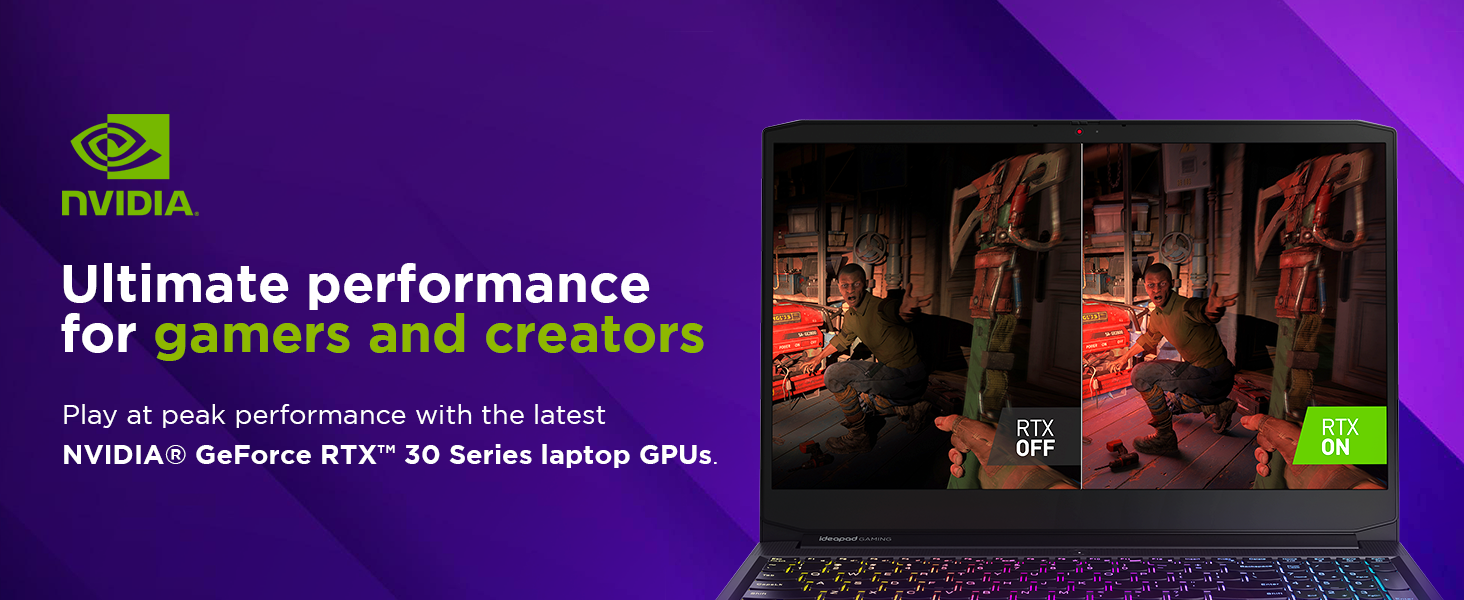 NVIDIA.
Ultimate performance
for gamers and creators
Play at peak performance with the latest
NVIDIA® GeForce RTX™ 30 Series laptop GPUs.
RTX
OFF
RTX
ON
ideapad GAMING